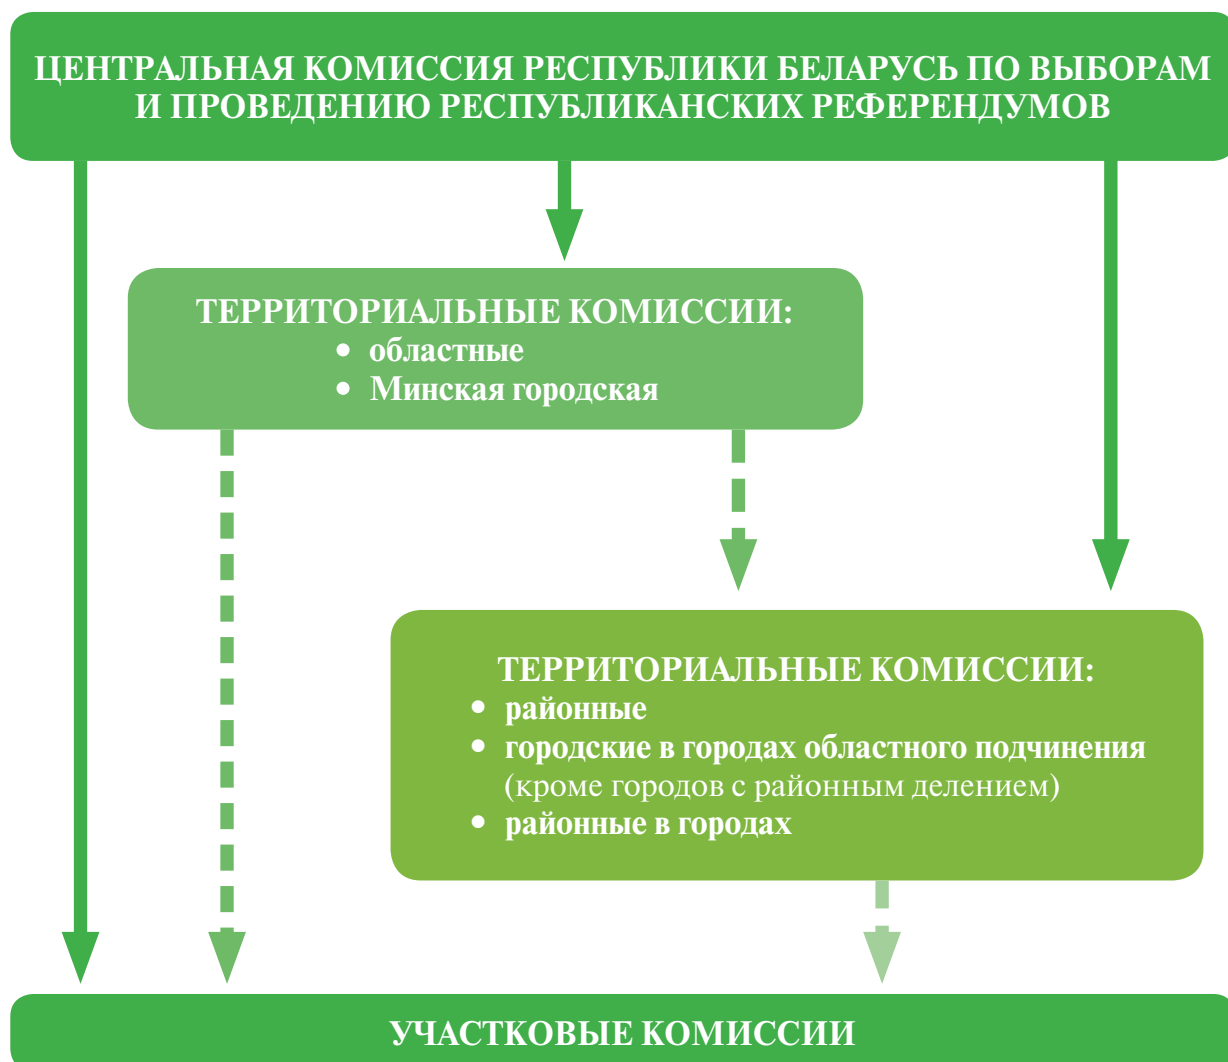 ЦЕНТРАЛЬНАЯ КОМИССИЯ РЕСПУБЛИКИ БЕЛАРУСЬ ПО ВЫБОРАМ
И ПРОВЕДЕНИЮ РЕСПУБЛИКАНСКИХ РЕФЕРЕНДУМОВ
ТЕРРИТОРИАЛЬНЫЕ КОМИССИИ:
• областные
• Минская городская
ТЕРРИТОРИАЛЬНЫЕ КОМИССИИ:
• районные
• городские в городах областного подчинения
(кроме городов с районным делением)
• районные в городах
УЧАСТКОВЫЕ КОМИССИИ